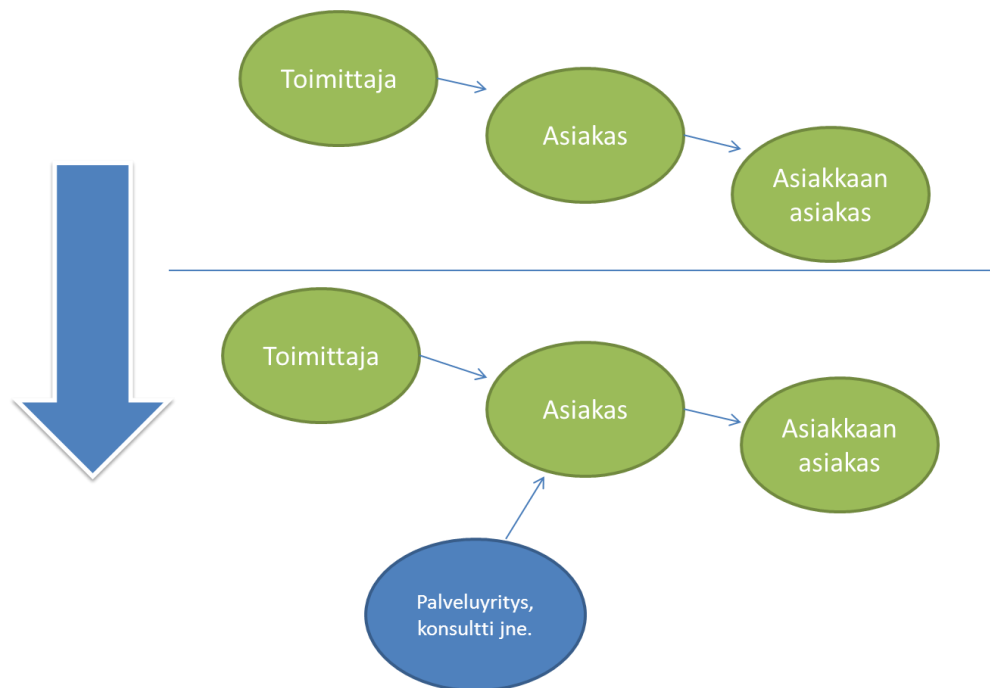 Toimittaja
Asiakas
Asiakkaan
asiakas
Toimittaja
Asiakas
Asiakkaan
asiakas
Palveluyritys,
konsultti jne.